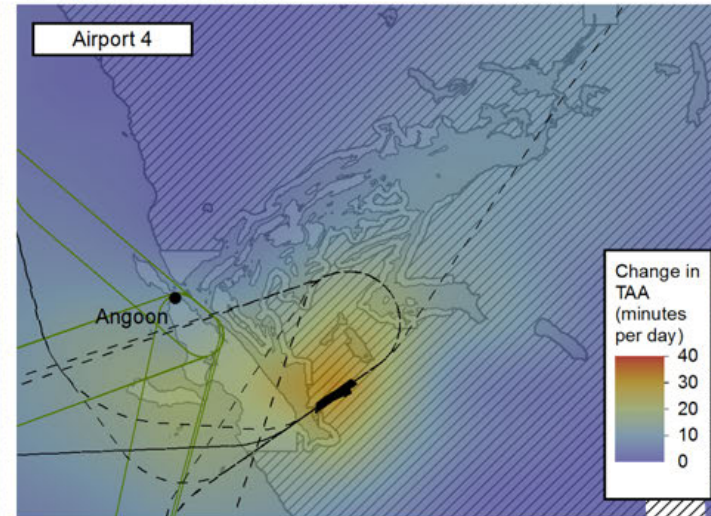 Airport 4
Angoon
Change in
TAA
(minutes
per day)
40
30
20
10
0